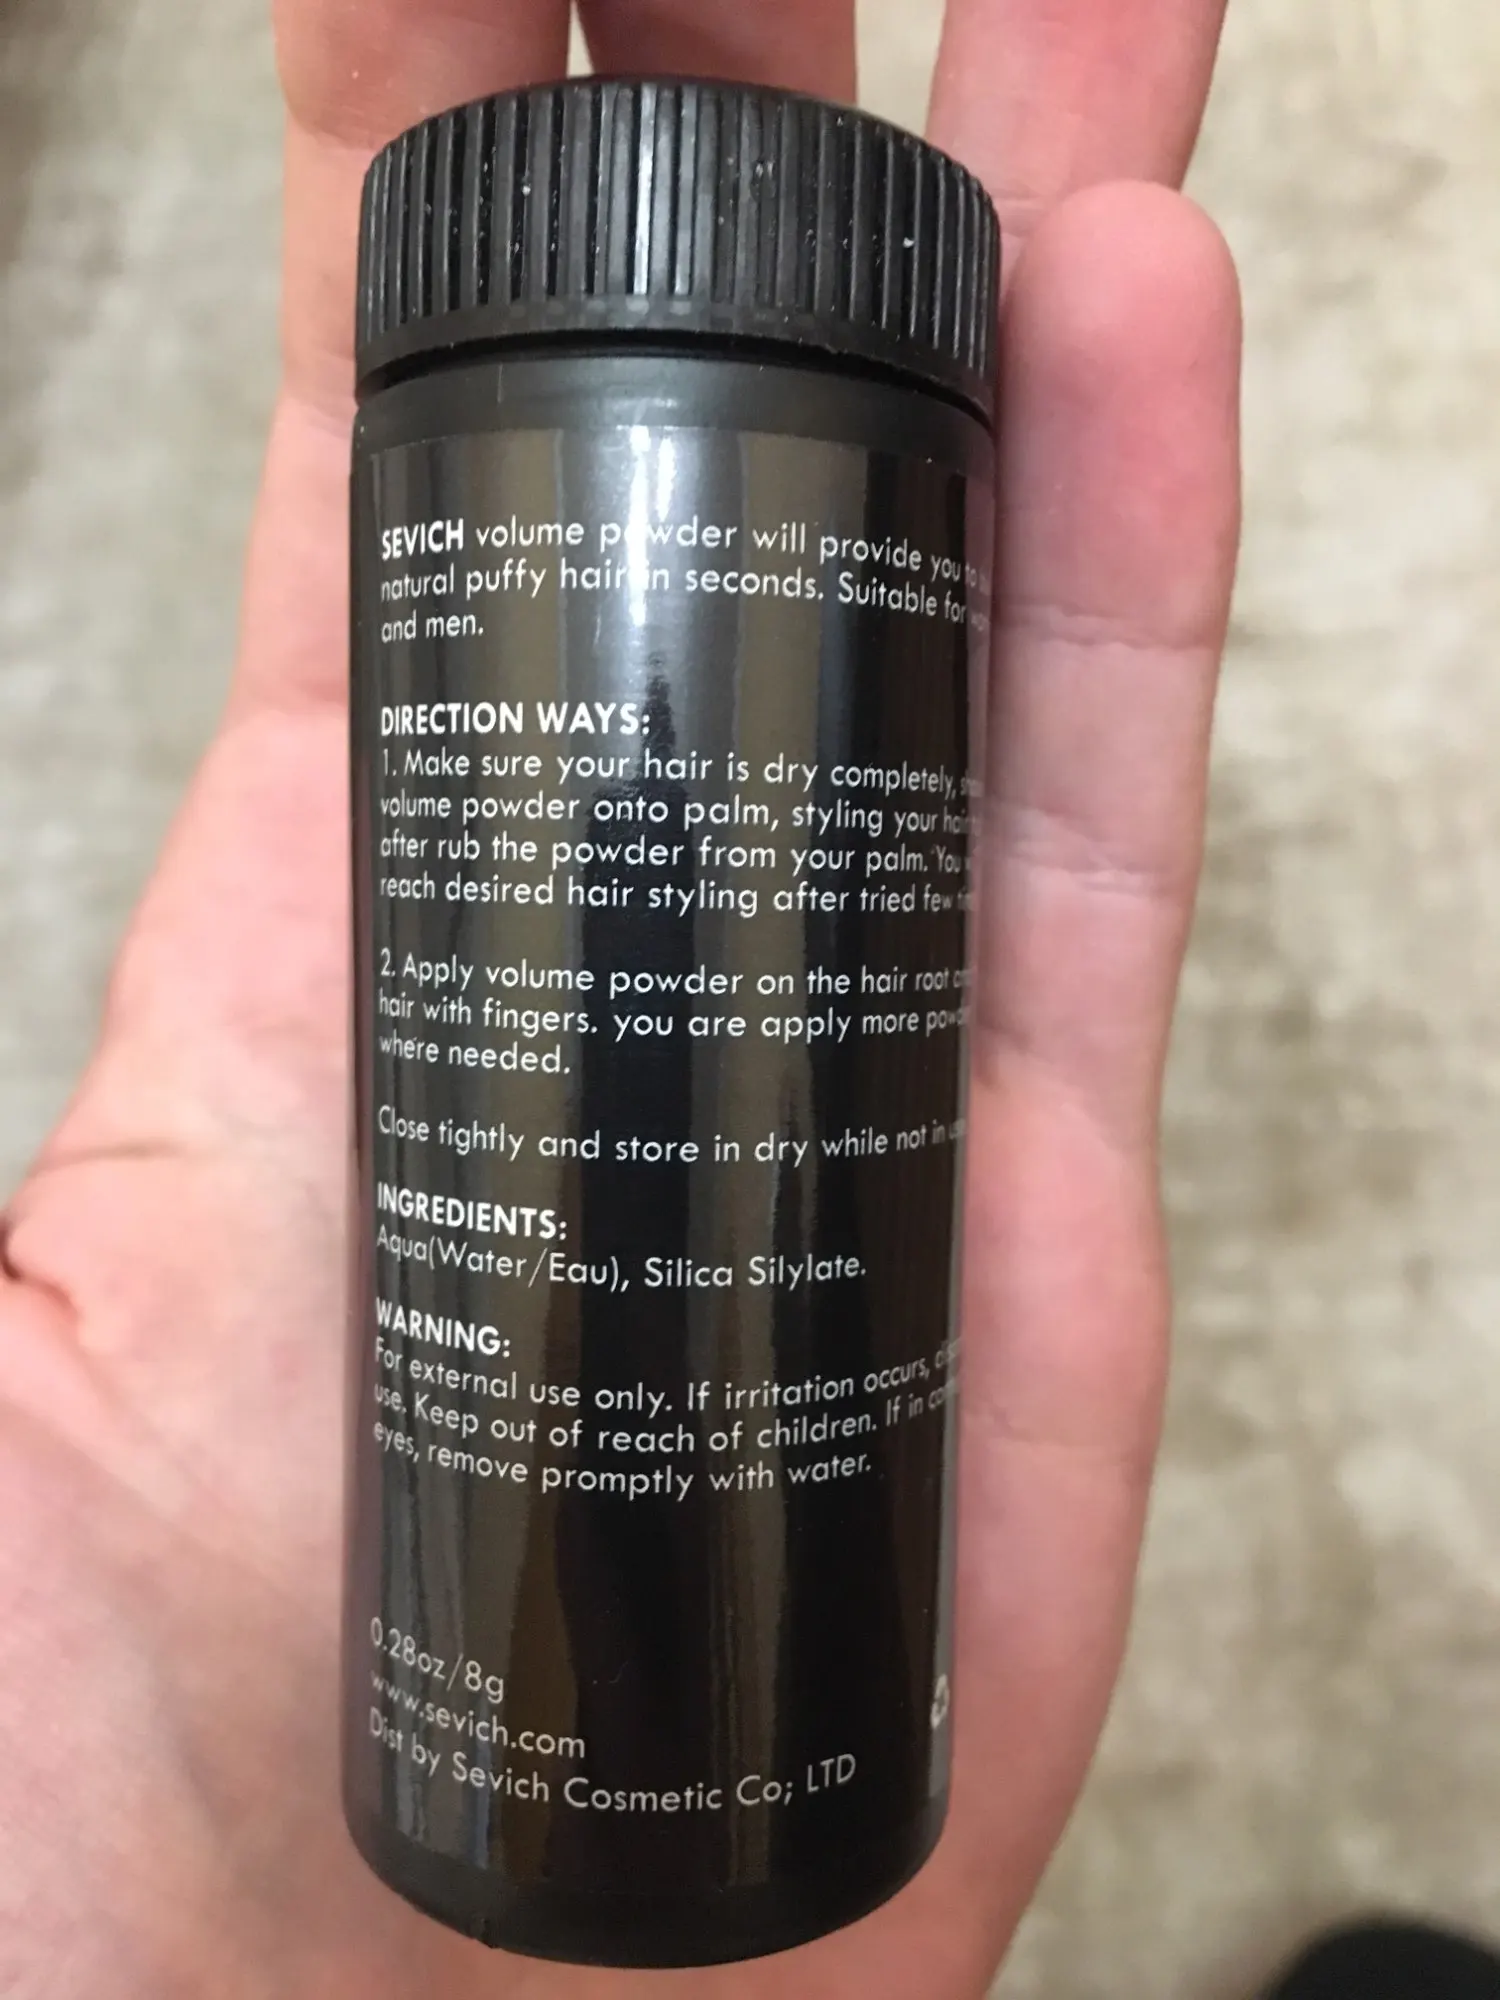 SEVICH volume powder will provide you to
natural puffy hair in seconds. Suitable for
and men.
DIRECTION WAYS:
1. Make sure your hair is dry completely,
volume powder onto palm, styling your hair
after rub the powder from your palm. You
reach desired hair styling after tried few
2. Apply volume powder on the hair root
hair with fingers. you are apply more powder
where needed.
Close tightly and store in dry while not in use
INGREDIENTS:
Aqua(Water/Eau), Silica Silylate.
WARNING:
For external use only. If irritation occurs,
use. Keep out of reach of children. If in
eyes, remove promptly with water.
0.28oz/8g
www.sevich.com
Dist by Sevich Cosmetic Co; LTD